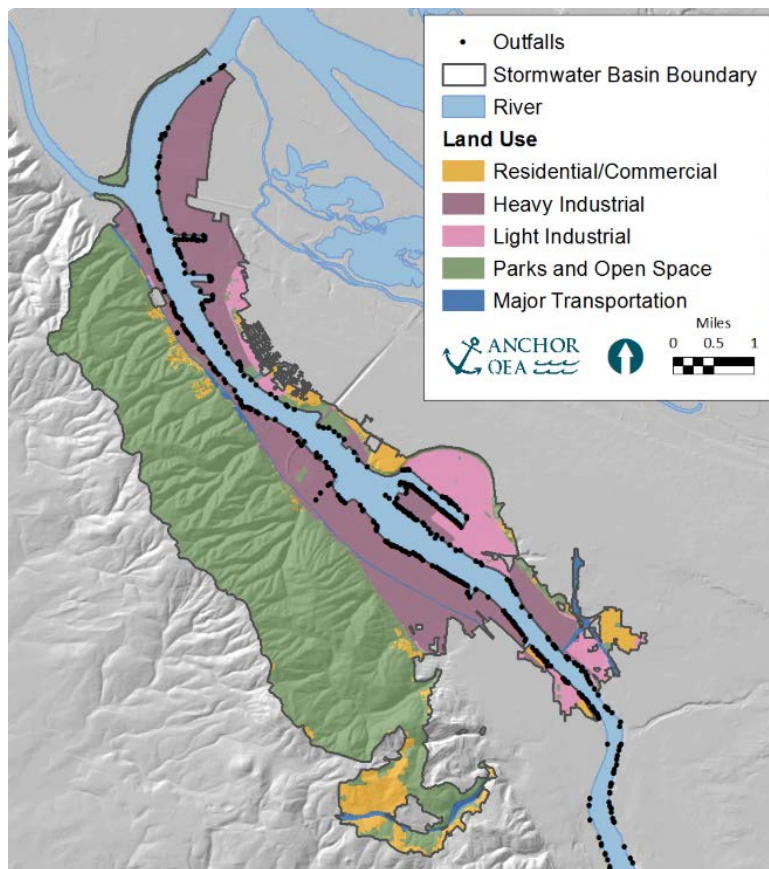 Outfalls
Stormwater Basin Boundary
River
Land Use
Residential/Commercial
Heavy Industrial
Light Industrial
Parks and Open Space
Major Transportation
ANCHOR
QEA
Miles
0 0.5 1